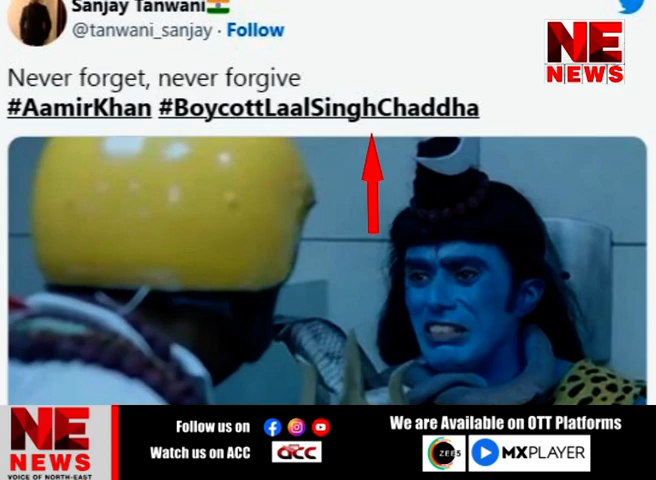 Sanjay Tanwani
@tanwani_sanjay · Follow
NE
NEWS
Never forget, never forgive
#AamirKhan #BoycottLaalSinghChaddha
NE
NEWS
VOICE OF NORTH-EAST
Follow us on
Watch us on ACC
acc
We are Available on OTT Platforms
ZEE5
MXPLAYER